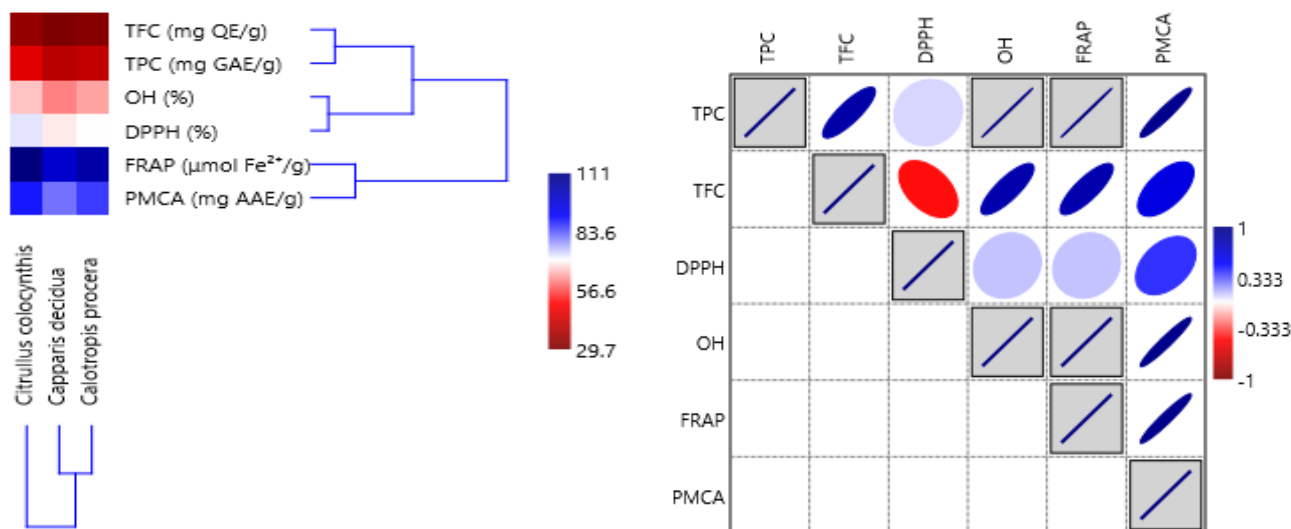 TFC (mg QE/g)
TPC (mg GAE/g)
OH (%)
DPPH (%)
FRAP (μmol Fe²⁺/g)
PMCA (mg AAE/g)
Citrullus colocynthis
Capparis decidua
Calotropis procera
111
83.6
56.6
29.7
TPC
TFC
DPPH
OH
FRAP
PMCA
TPC
TFC
DPPH
OH
FRAP
PMCA
1
0.333
-0.333
-1